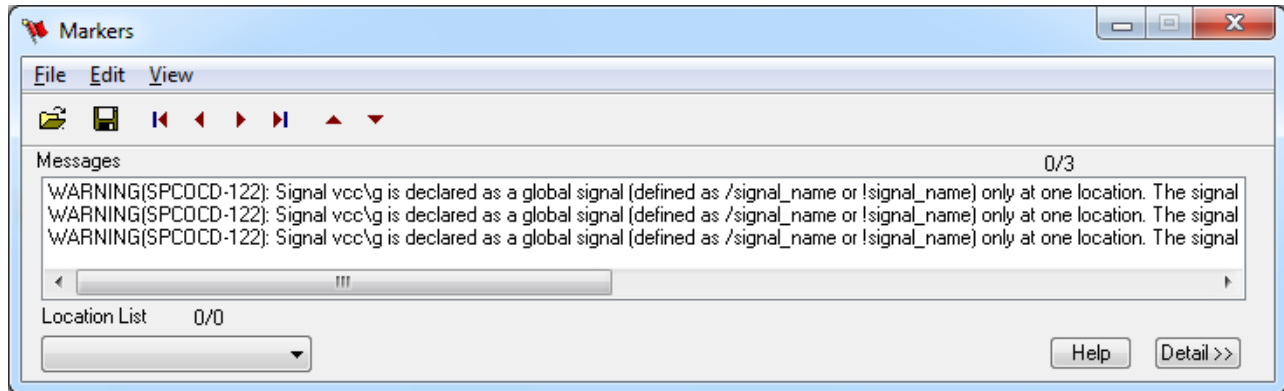 Markers
File Edit View
Messages 0/3
WARNING(SPCOCD-122): Signal vcc\g is declared as a global signal (defined as /signal_name or !signal_name) only at one location. The signal
WARNING(SPCOCD-122): Signal vcc\g is declared as a global signal (defined as /signal_name or !signal_name) only at one location. The signal
WARNING(SPCOCD-122): Signal vcc\g is declared as a global signal (defined as /signal_name or !signal_name) only at one location. The signal
Location List 0/0
Help Detail >>